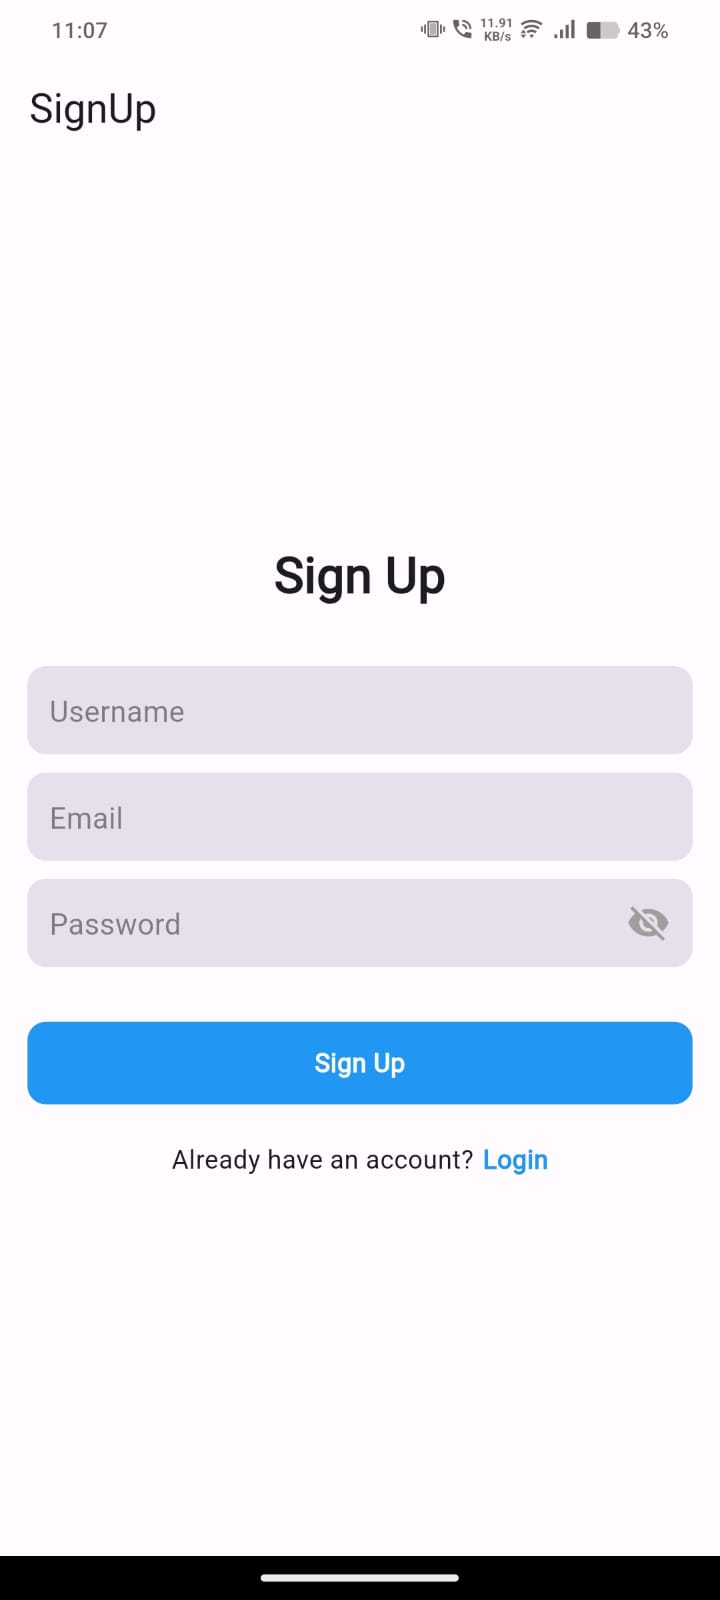 11:07 11.91 KB/s 43%
SignUp
Sign Up
Username
Email
Password
Sign Up
Already have an account? Login